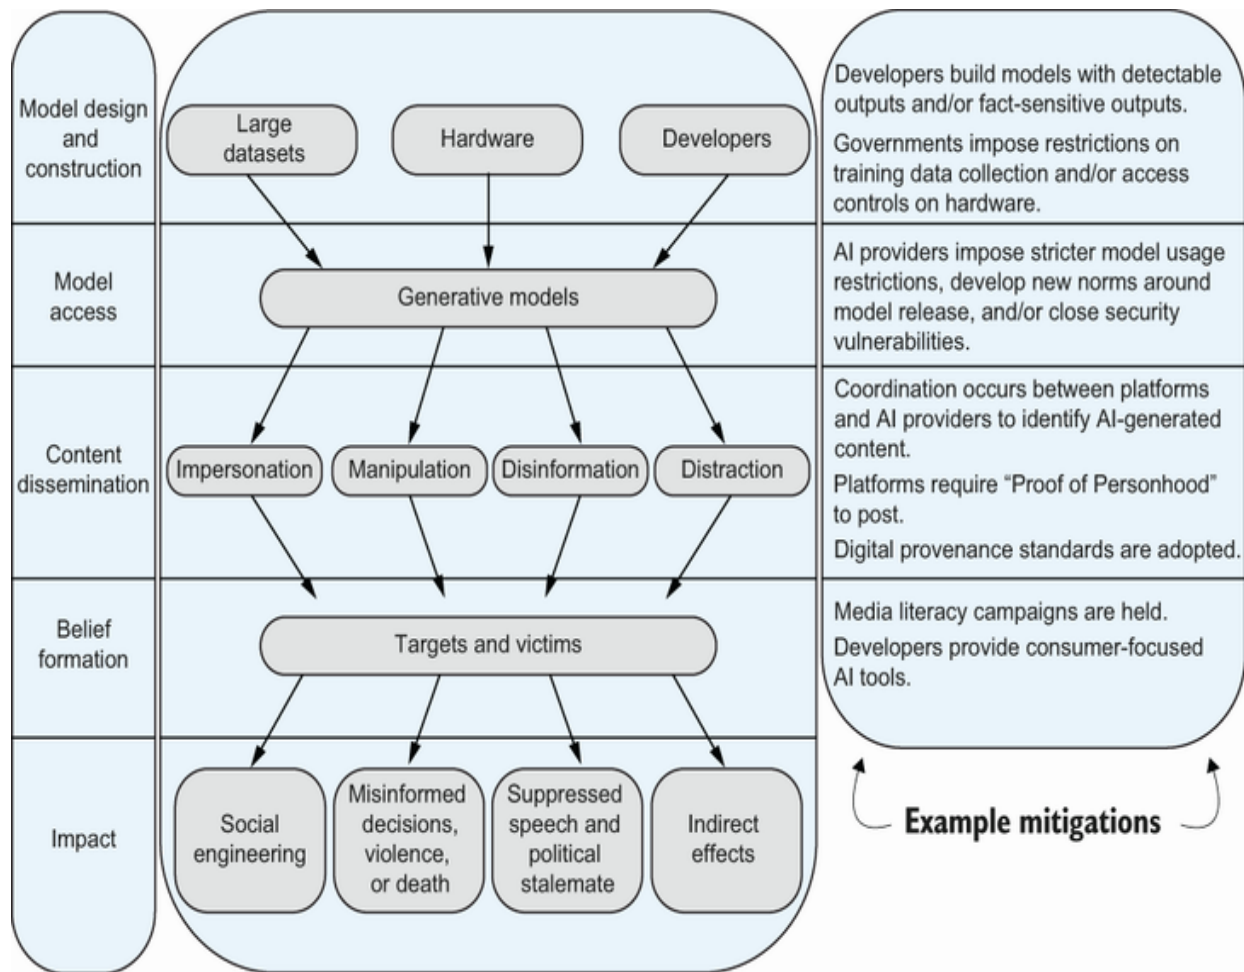 Model design
and
construction
Large
datasets
Hardware
Developers
Developers build models with detectable
outputs and/or fact-sensitive outputs.
Governments impose restrictions on
training data collection and/or access
controls on hardware.
Model
access
Generative models
AI providers impose stricter model usage
restrictions, develop new norms around
model release, and/or close security
vulnerabilities.
Content
dissemination
Impersonation
Manipulation
Disinformation
Distraction
Coordination occurs between platforms
and AI providers to identify AI-generated
content.
Platforms require “Proof of Personhood”
to post.
Digital provenance standards are adopted.
Belief
formation
Targets and victims
Media literacy campaigns are held.
Developers provide consumer-focused
AI tools.
Impact
Social
engineering
Misinformed
decisions,
violence,
or death
Suppressed
speech and
political
stalemate
Indirect
effects
Example mitigations